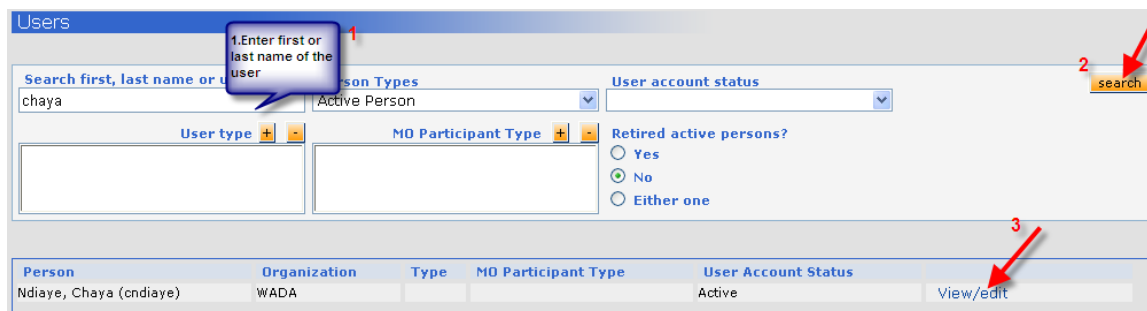 Users
1
1.Enter first or
last name of the
user
2
search
Search first, last name or u
rson Types
User account status
chaya
Active Person
User type + -
MO Participant Type + -
Retired active persons?
Yes
No
Either one
3
Person Organization Type MO Participant Type User Account Status
Ndiaye, Chaya (cndiaye) WADA Active View/edit